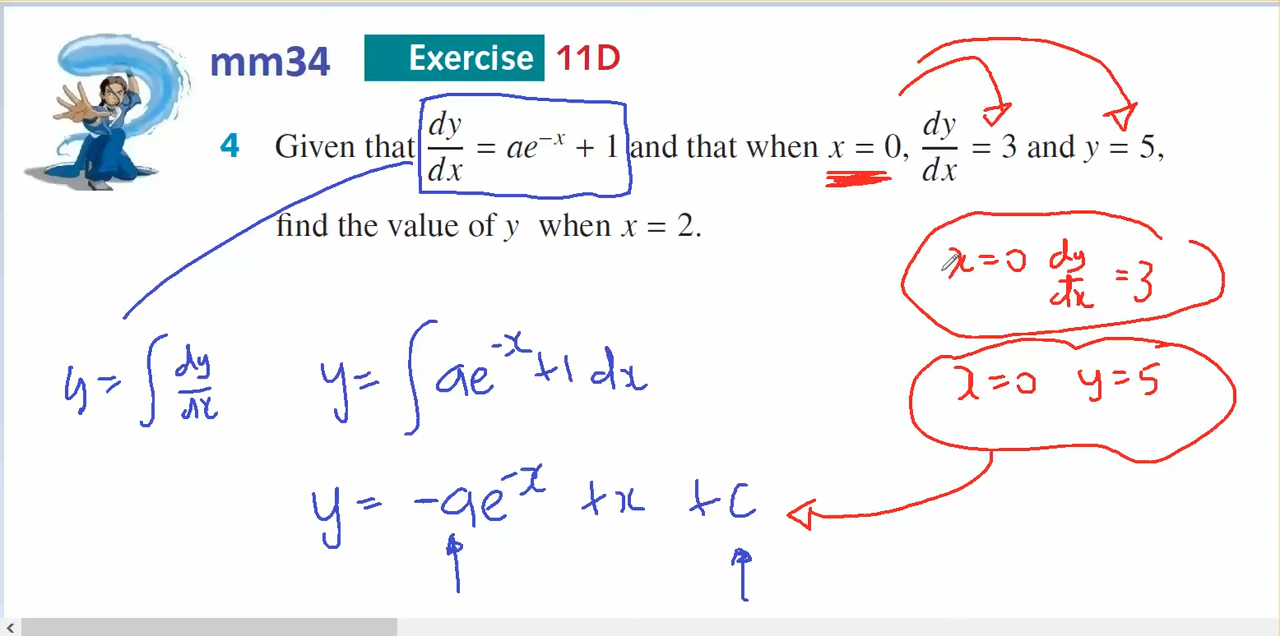 mm34 Exercise 11D
4 Given that dy/dx = ae^{-x} + 1 and that when x = 0, dy/dx = 3 and y = 5,
find the value of y when x = 2.
x=0 dy/dx =3
y= ∫ dy/dx
y= ∫ ae^{-x} +1 dx
x=0 y=5
y= -ae^{-x} +x +c